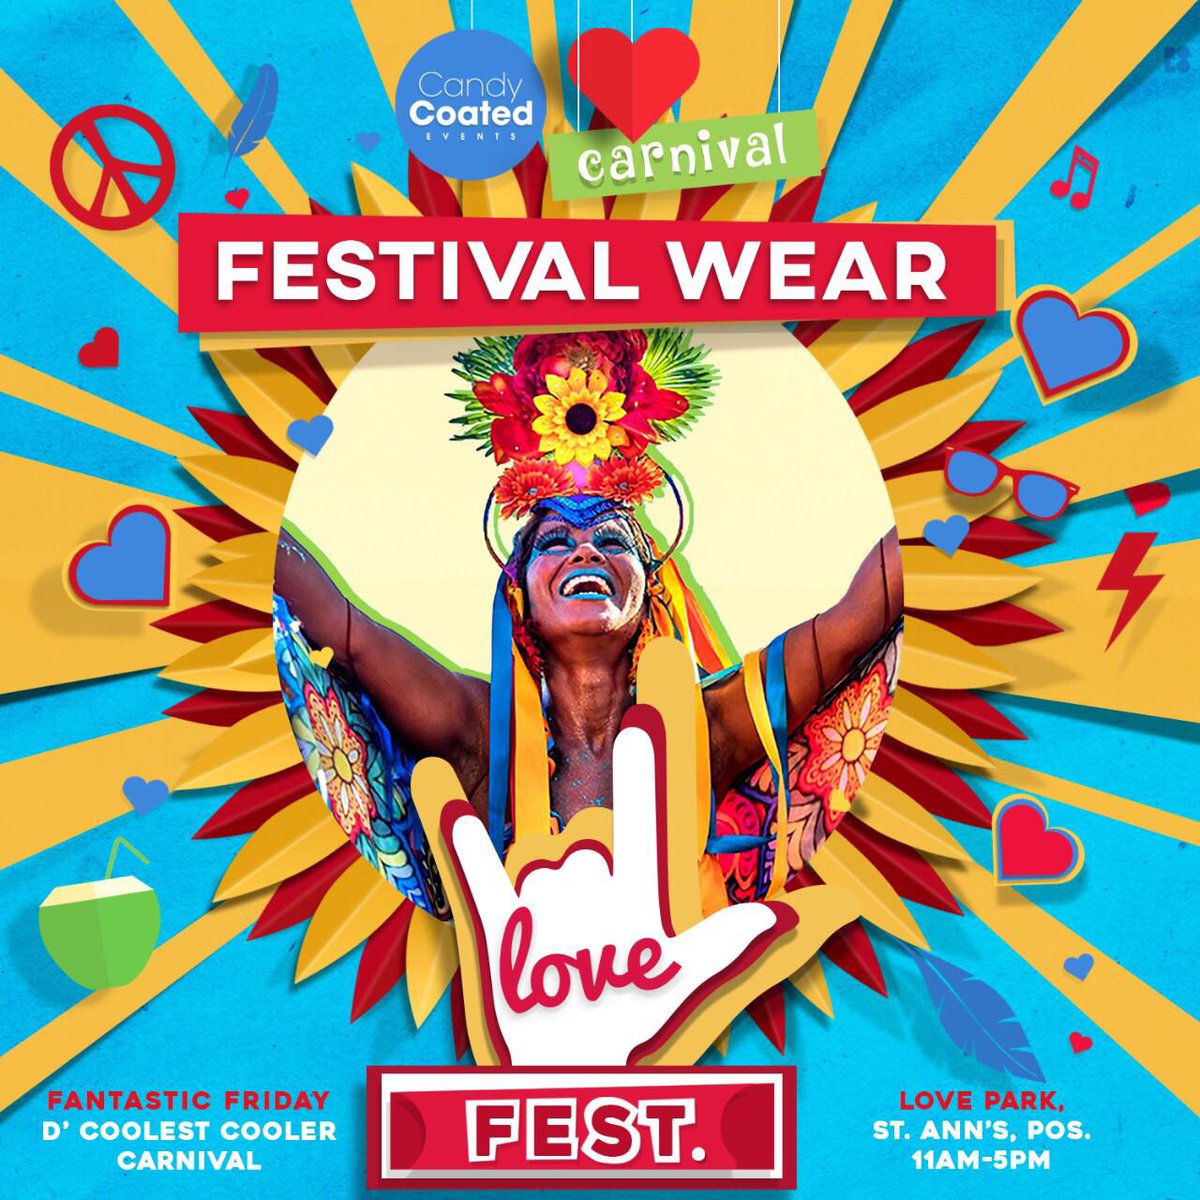 Candy
Coated
EVENTS
carnival
FESTIVAL WEAR
love
FEST.
FANTASTIC FRIDAY
D' COOLEST COOLER
CARNIVAL
LOVE PARK,
ST. ANN'S, POS.
11AM-5PM